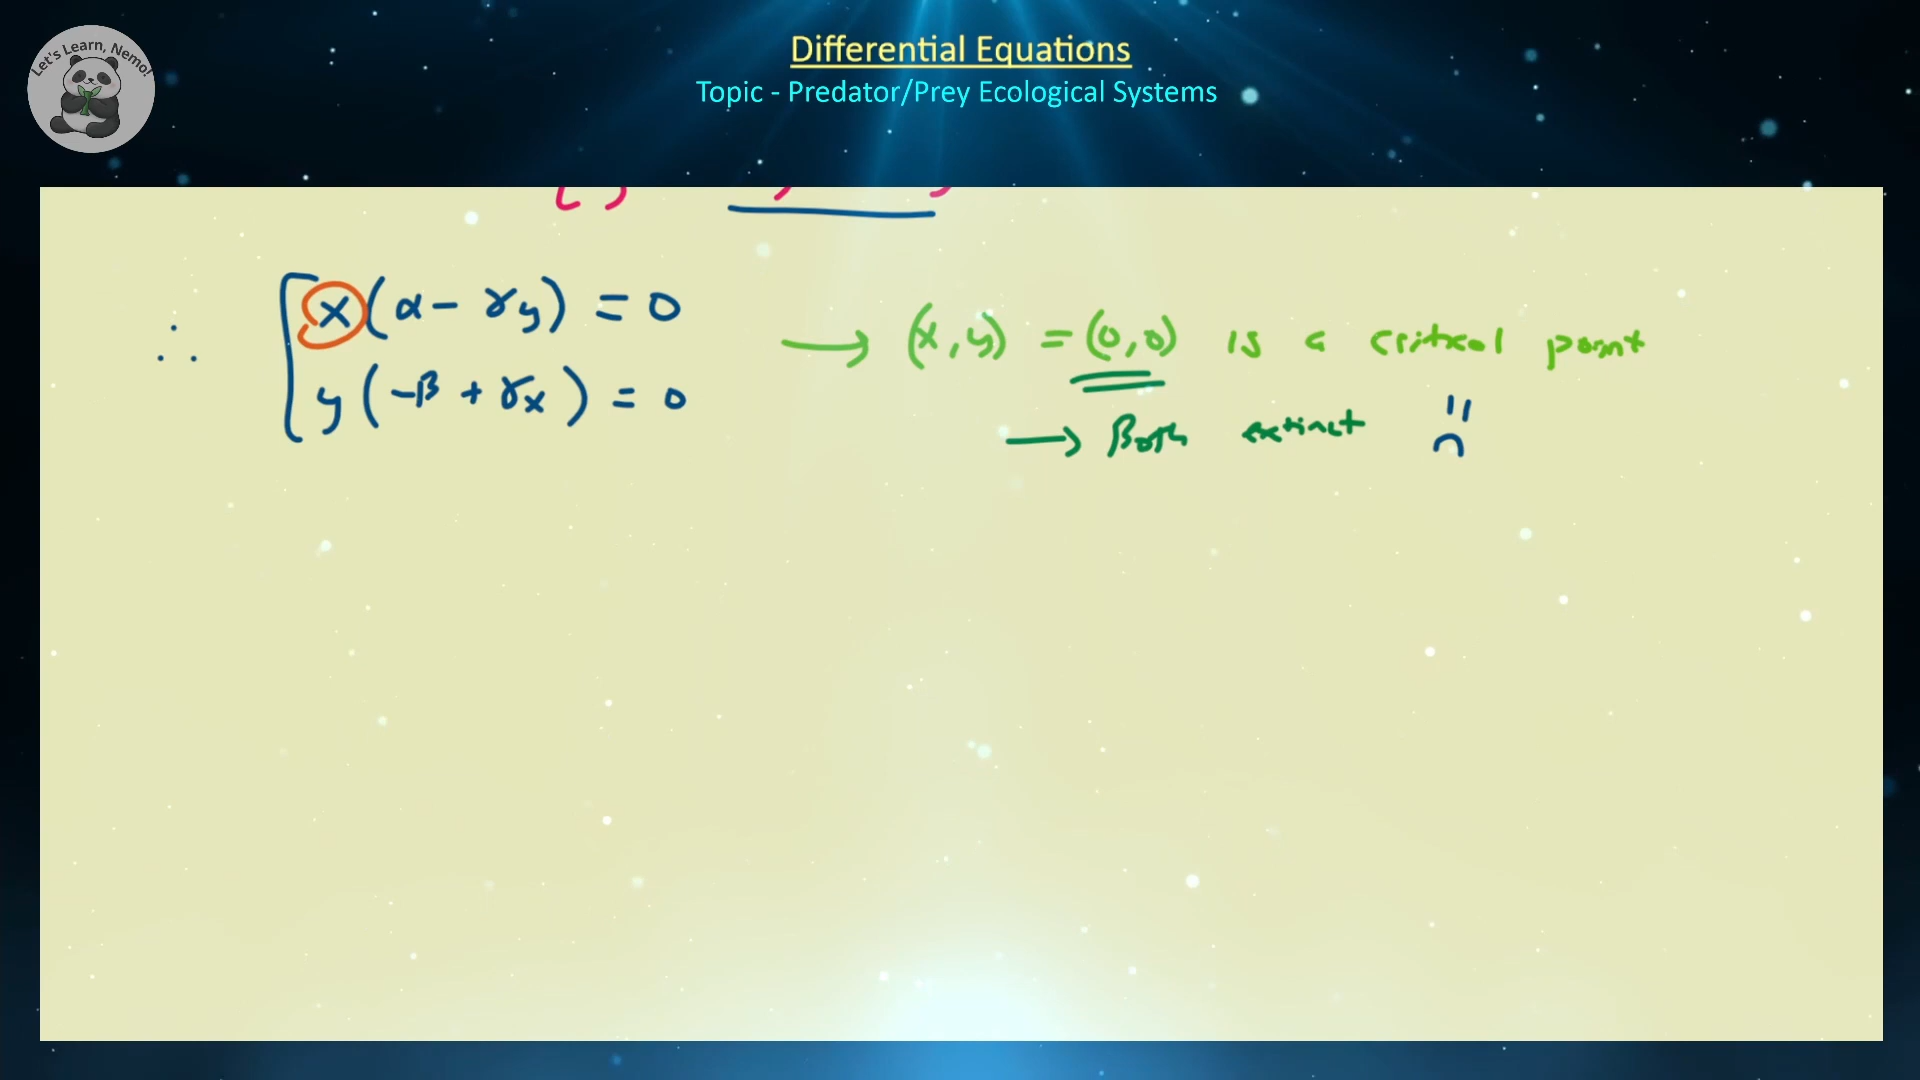 Let's Learn, Nemo!
Differential Equations
Topic - Predator/Prey Ecological Systems
∴ x(α - γy) = 0
y(-β + γx) = 0
→ (x,y) = (0,0) is a critical point
→ Both extinct